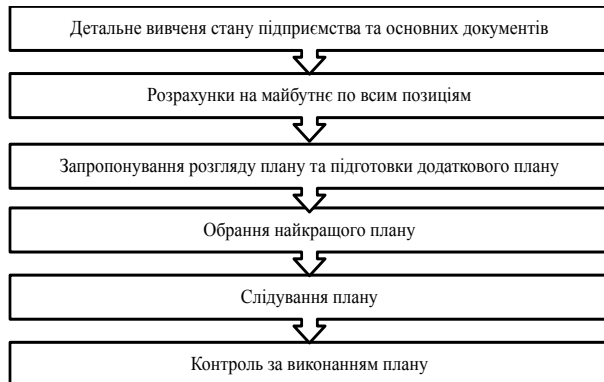 Детальне вивченя стану підприємства та основних документів
Розрахунки на майбутнє по всим позиціям
Запропонування розгляду плану та підготовки додаткового плану
Обрання найкращого плану
Слідування плану
Контроль за виконанням плану